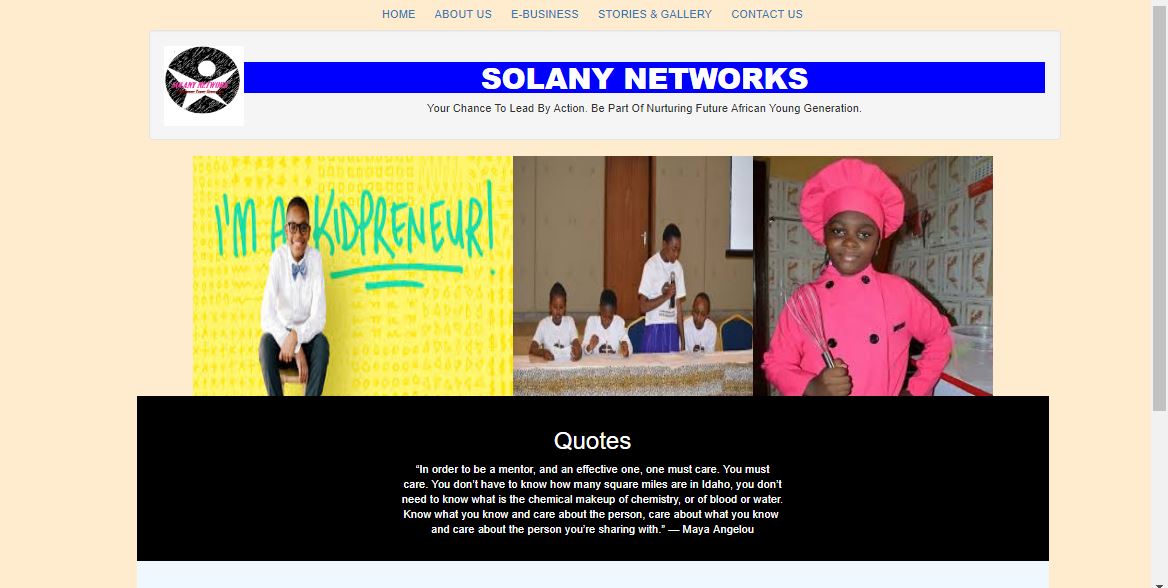 HOME ABOUT US E-BUSINESS STORIES & GALLERY CONTACT US
SOLANY NETWORK
SOLANY NETWORKS
Your Chance To Lead By Action. Be Part Of Nurturing Future African Young Generation.
I'M A KIDPRENEUR!
Quotes
“In order to be a mentor, and an effective one, one must care. You must
care. You don’t have to know how many square miles are in Idaho, you don’t
need to know what is the chemical makeup of chemistry, or of blood or water.
Know what you know and care about the person, care about what you know
and care about the person you’re sharing with.” — Maya Angelou